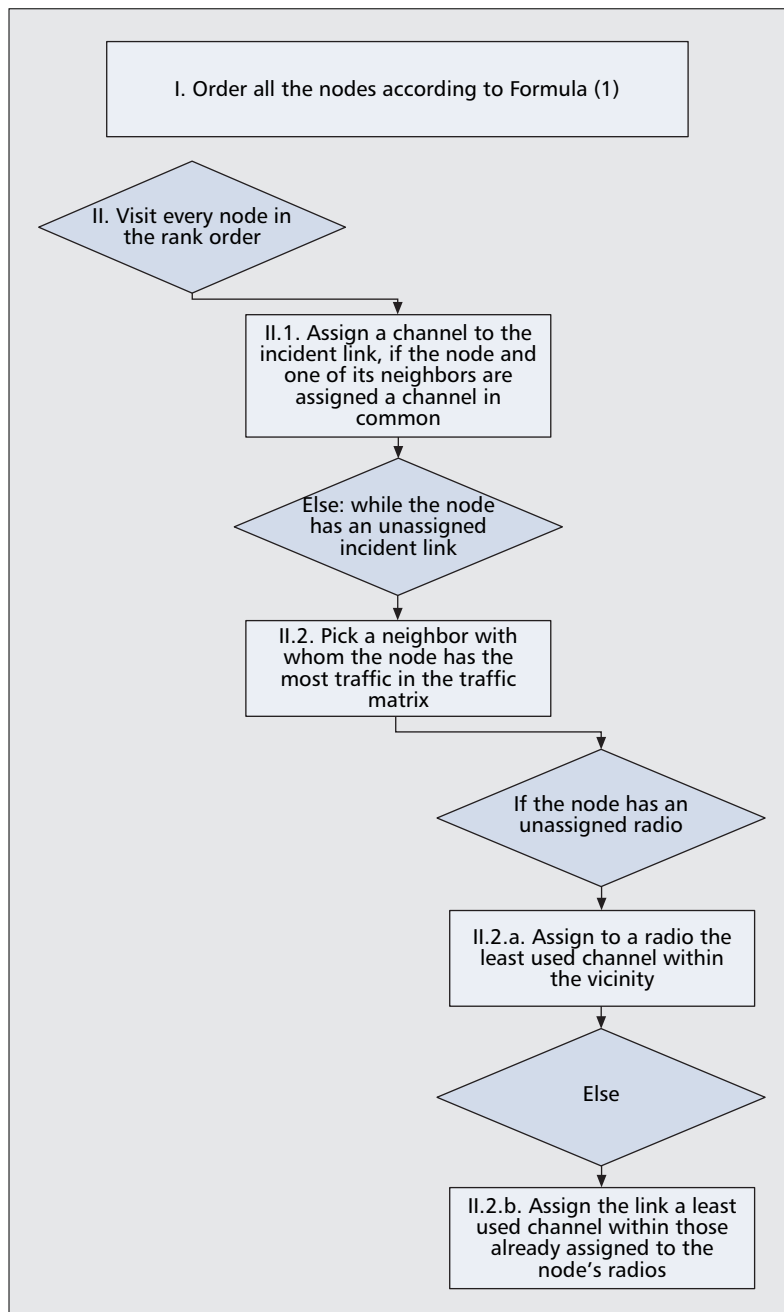 I. Order all the nodes according to Formula (1)
II. Visit every node in
the rank order
II.1. Assign a channel to the
incident link, if the node and
one of its neighbors are
assigned a channel in
common
Else: while the node
has an unassigned
incident link
II.2. Pick a neighbor with
whom the node has the
most traffic in the traffic
matrix
If the node has an
unassigned radio
II.2.a. Assign to a radio the
least used channel within
the vicinity
Else
II.2.b. Assign the link a least
used channel within those
already assigned to the
node’s radios